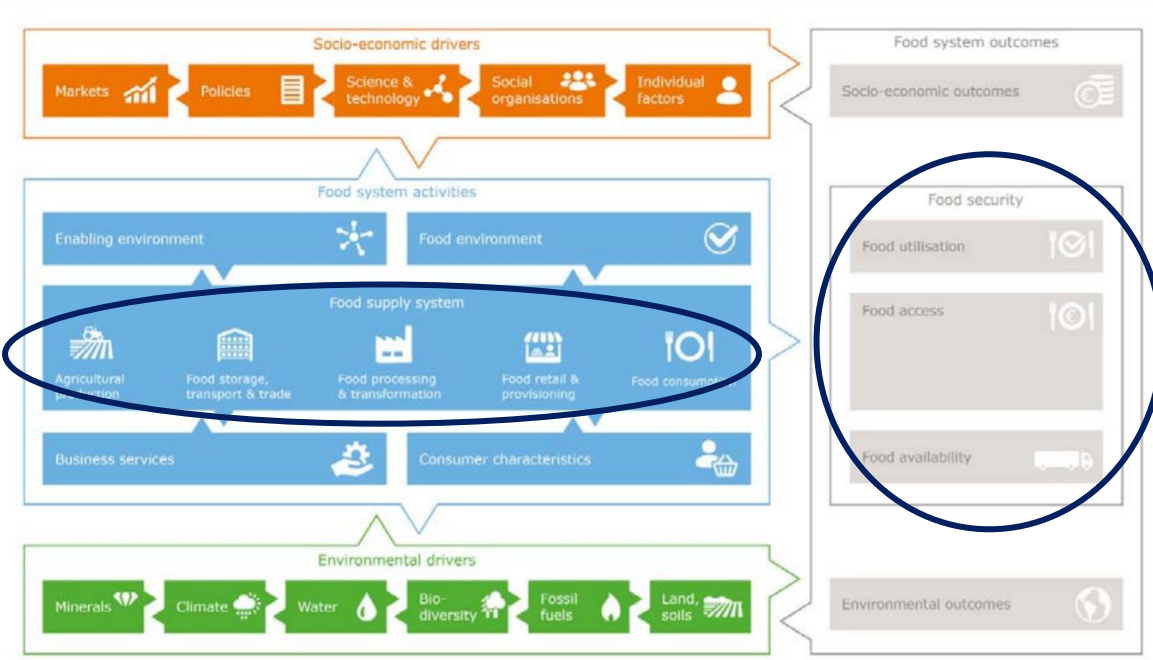 Socio-economic drivers
Markets
Policies
Science &
technology
Social
organisations
Individual
factors
Food system activities
Enabling environment
Food environment
Food supply system
Agricultural
production
Food storage,
transport & trade
Food processing
& transformation
Food retail &
provisioning
Food consumption
Business services
Consumer characteristics
Environmental drivers
Minerals
Climate
Water
Bio-
diversity
Fossil
fuels
Land,
soils
Food system outcomes
Socio-economic outcomes
Food security
Food utilisation
Food access
Food availability
Environmental outcomes